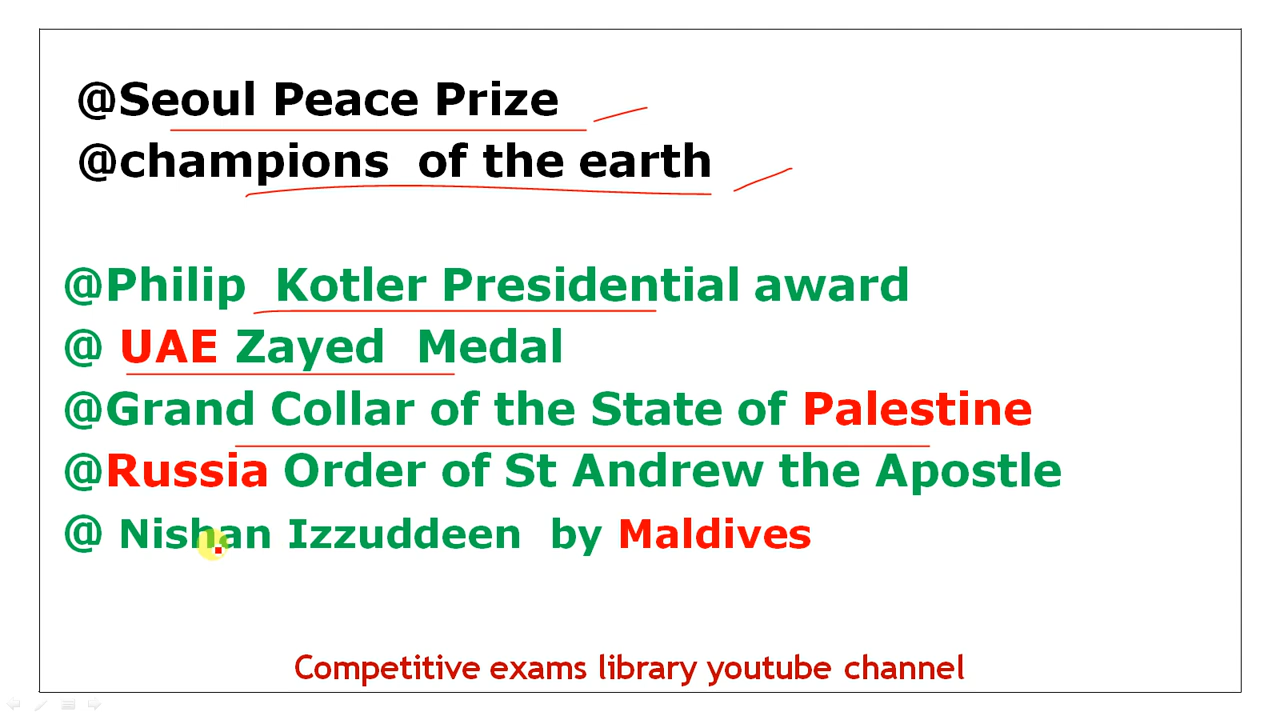 @Seoul Peace Prize
@champions of the earth
@Philip Kotler Presidential award
@ UAE Zayed Medal
@Grand Collar of the State of Palestine
@Russia Order of St Andrew the Apostle
@ Nishan Izzuddeen by Maldives
Competitive exams library youtube channel